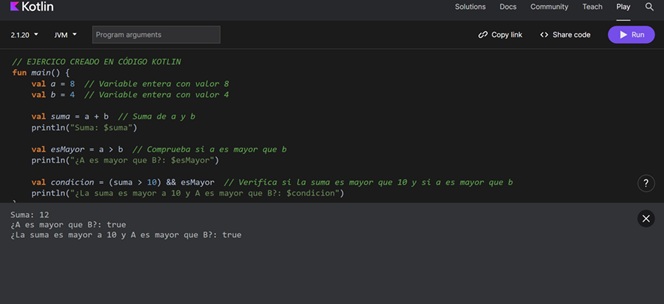 Kotlin
Solutions Docs Community Teach Play
2.1.20 JVM Program arguments Copy link Share code Run
// EJERCICO CREADO EN CÓDIGO KOTLIN
fun main() {
val a = 8 // Variable entera con valor 8
val b = 4 // Variable entera con valor 4
val suma = a + b // Suma de a y b
println("Suma: $suma")
val esMayor = a > b // Comprueba si a es mayor que b
println("¿A es mayor que B?: $esMayor")
val condicion = (suma > 10) && esMayor // Verifica si la suma es mayor que 10 y si a es mayor que b
println("¿La suma es mayor a 10 y A es mayor que B?: $condicion")
?
Suma: 12
¿A es mayor que B?: true
¿La suma es mayor a 10 y A es mayor que B?: true